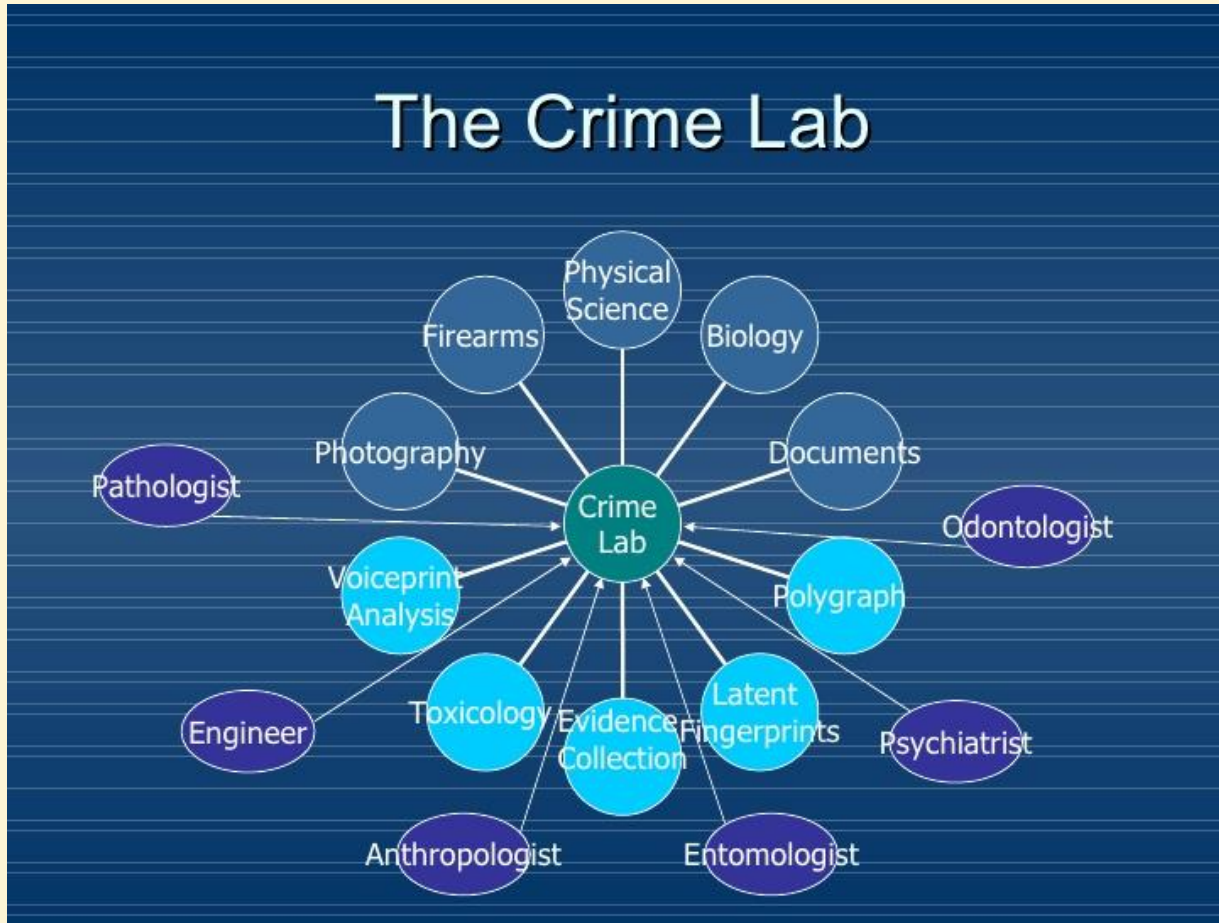 The Crime Lab
Physical
Science
Firearms
Biology
Photography
Documents
Pathologist
Crime
Lab
Odontologist
Voiceprint
Analysis
Polygraph
Toxicology
Evidence
Collection
Latent
Fingerprints
Engineer
Psychiatrist
Anthropologist
Entomologist